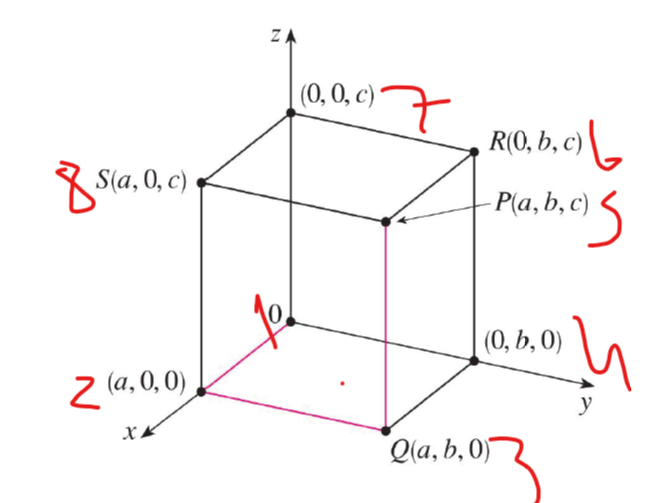 z
(0, 0, c) 7
R(0, b, c) 6
8 S(a, 0, c)
P(a, b, c) 5
1 0
(0, b, 0) 4
2 (a, 0, 0)
y
x
Q(a, b, 0) 3